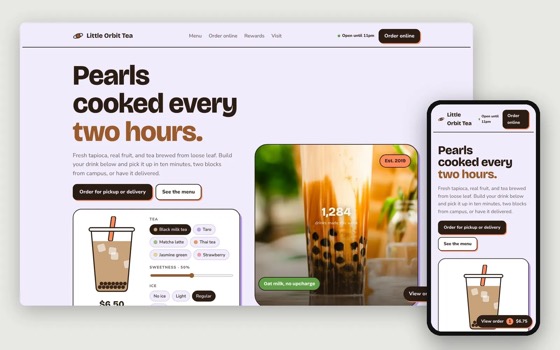 Little Orbit Tea
Menu Order online Rewards Visit
Open until 11pm
Order online
Pearls
cooked every
two hours.
Fresh tapioca, real fruit, and tea brewed from loose leaf. Build
your drink below and pick it up in ten minutes, two blocks
from campus, or have it delivered.
Order for pickup or delivery
See the menu
TEA
Black milk tea
Taro
Matcha latte
Thai tea
Jasmine green
Strawberry
SWEETNESS · 50%
ICE
No ice
Light
Regular
$6.50
Est. 2019
1,284
Oat milk, no upcharge
View or
Little
Orbit Tea
Open until
11pm
Order
online
Pearls
cooked every
two hours.
Fresh tapioca, real fruit, and tea brewed
from loose leaf. Build your drink below
and pick it up in ten minutes, two blocks
from campus, or have it delivered.
Order for pickup or delivery
See the menu
View order
$6.75